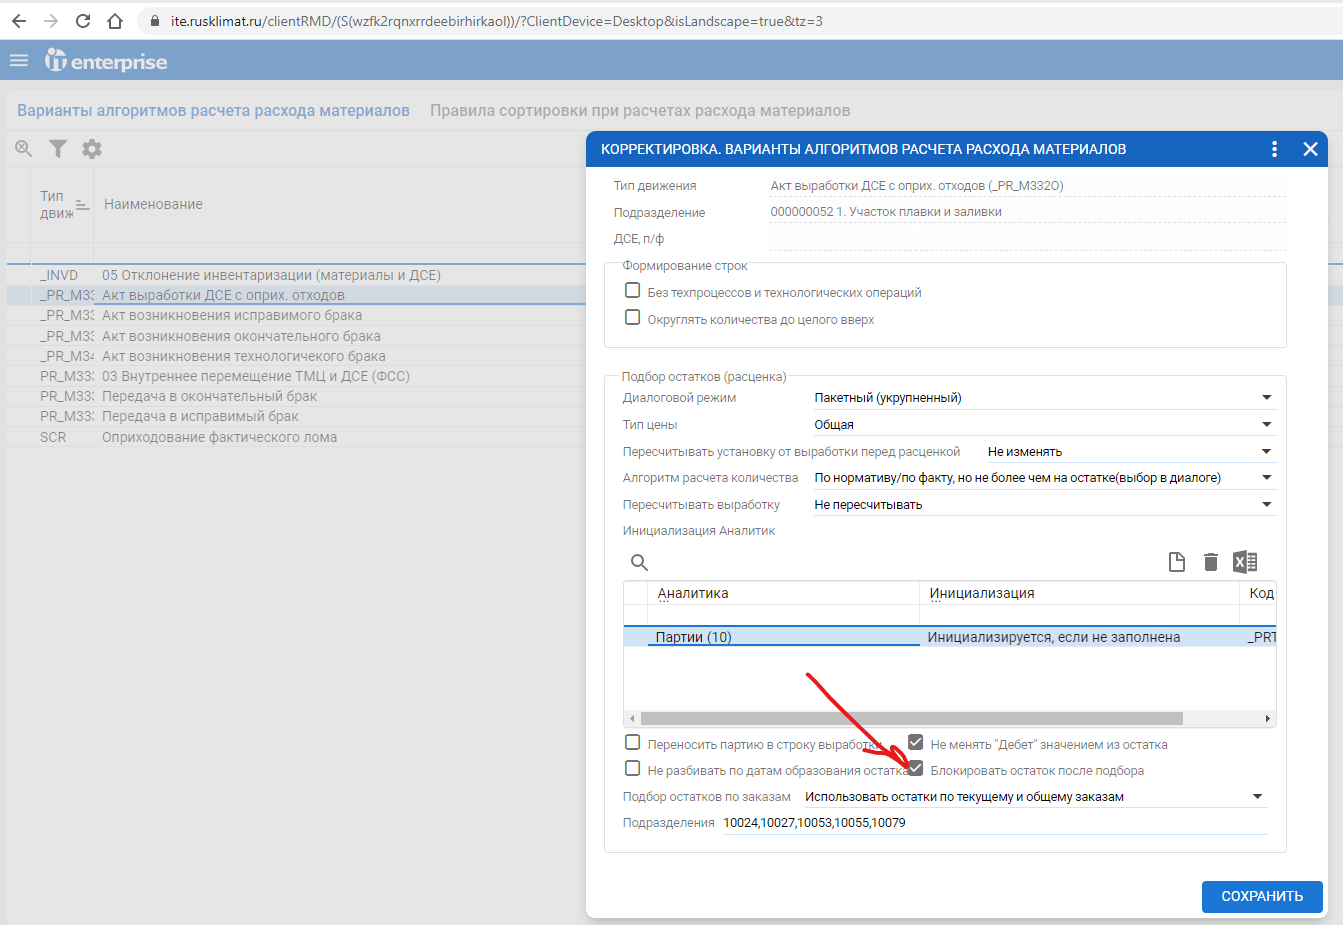 ite.rusklimat.ru/clientRMD/(S(wzfk2rqnxrrdeebirhirkaol))/?ClientDevice=Desktop&isLandscape=true&tz=3
it enterprise
Варианты алгоритмов расчета расхода материалов Правила сортировки при расчетах расхода материалов
Тип движ Наименование
_INVD 05 Отклонение инвентаризации (материалы и ДСЕ)
_PR_M33 Акт выработки ДСЕ с оприх. отходов
_PR_M33 Акт возникновения исправимого брака
_PR_M33 Акт возникновения окончательного брака
_PR_M34 Акт возникновения технологичекого брака
PR_M333 03 Внутреннее перемещение ТМЦ и ДСЕ (ФСС)
PR_M333 Передача в окончательный брак
PR_M333 Передача в исправимый брак
SCR Оприходование фактического лома
КОРРЕКТИРОВКА. ВАРИАНТЫ АЛГОРИТМОВ РАСЧЕТА РАСХОДА МАТЕРИАЛОВ
Тип движения Акт выработки ДСЕ с оприх. отходов (_PR_M332O)
Подразделение 000000052 1. Участок плавки и заливки
ДСЕ, п/ф
Формирование строк
Без техпроцессов и технологических операций
Округлять количества до целого вверх
Подбор остатков (расценка)
Диалоговой режим Пакетный (укрупненный)
Тип цены Общая
Пересчитывать установку от выработки перед расценкой Не изменять
Алгоритм расчета количества По нормативу/по факту, но не более чем на остатке(выбор в диалоге)
Пересчитывать выработку Не пересчитывать
Инициализация Аналитик
Аналитика Инициализация Код
Партии (10) Инициализируется, если не заполнена _PRT
Переносить партию в строку выработки Не менять "Дебет" значением из остатка
Не разбивать по датам образования остатка Блокировать остаток после подбора
Подбор остатков по заказам Использовать остатки по текущему и общему заказам
Подразделения 10024,10027,10053,10055,10079
СОХРАНИТЬ